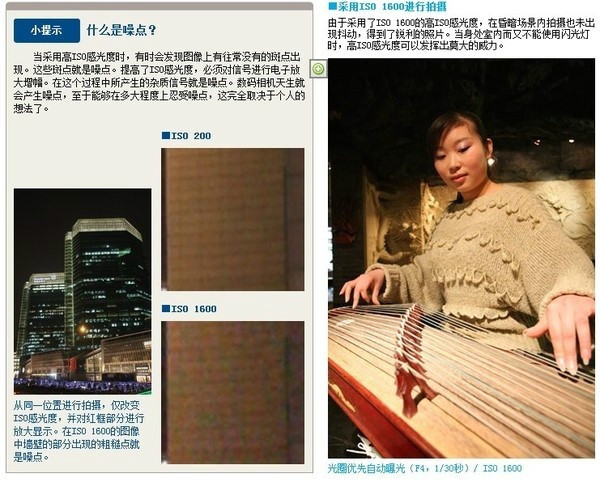 小提示 什么是噪点?
当采用高ISO感光度时,有时会发现图像上有往常没有的斑点出
现。这些斑点就是噪点。提高了ISO感光度,必须对信号进行电子放
大增幅。在这个过程中所产生的杂质信号就是噪点。数码相机天生就
会产生噪点,至于能够在多大程度上忍受噪点,这完全取决于个人的
想法了。
■ISO 200
■ISO 1600
从同一位置进行拍摄,仅改变
ISO感光度,并对红框部分进行
放大显示。在ISO 1600的图像
中墙壁的部分出现的粗糙点就
是噪点。
■采用ISO 1600进行拍摄
由于采用了ISO 1600的高ISO感光度,在昏暗场景内拍摄也未出
现抖动,得到了锐利的照片。当身处室内而又不能使用闪光灯
时,高ISO感光度可以发挥出莫大的威力。
光圈优先自动曝光(F4,1/30秒)/ ISO 1600